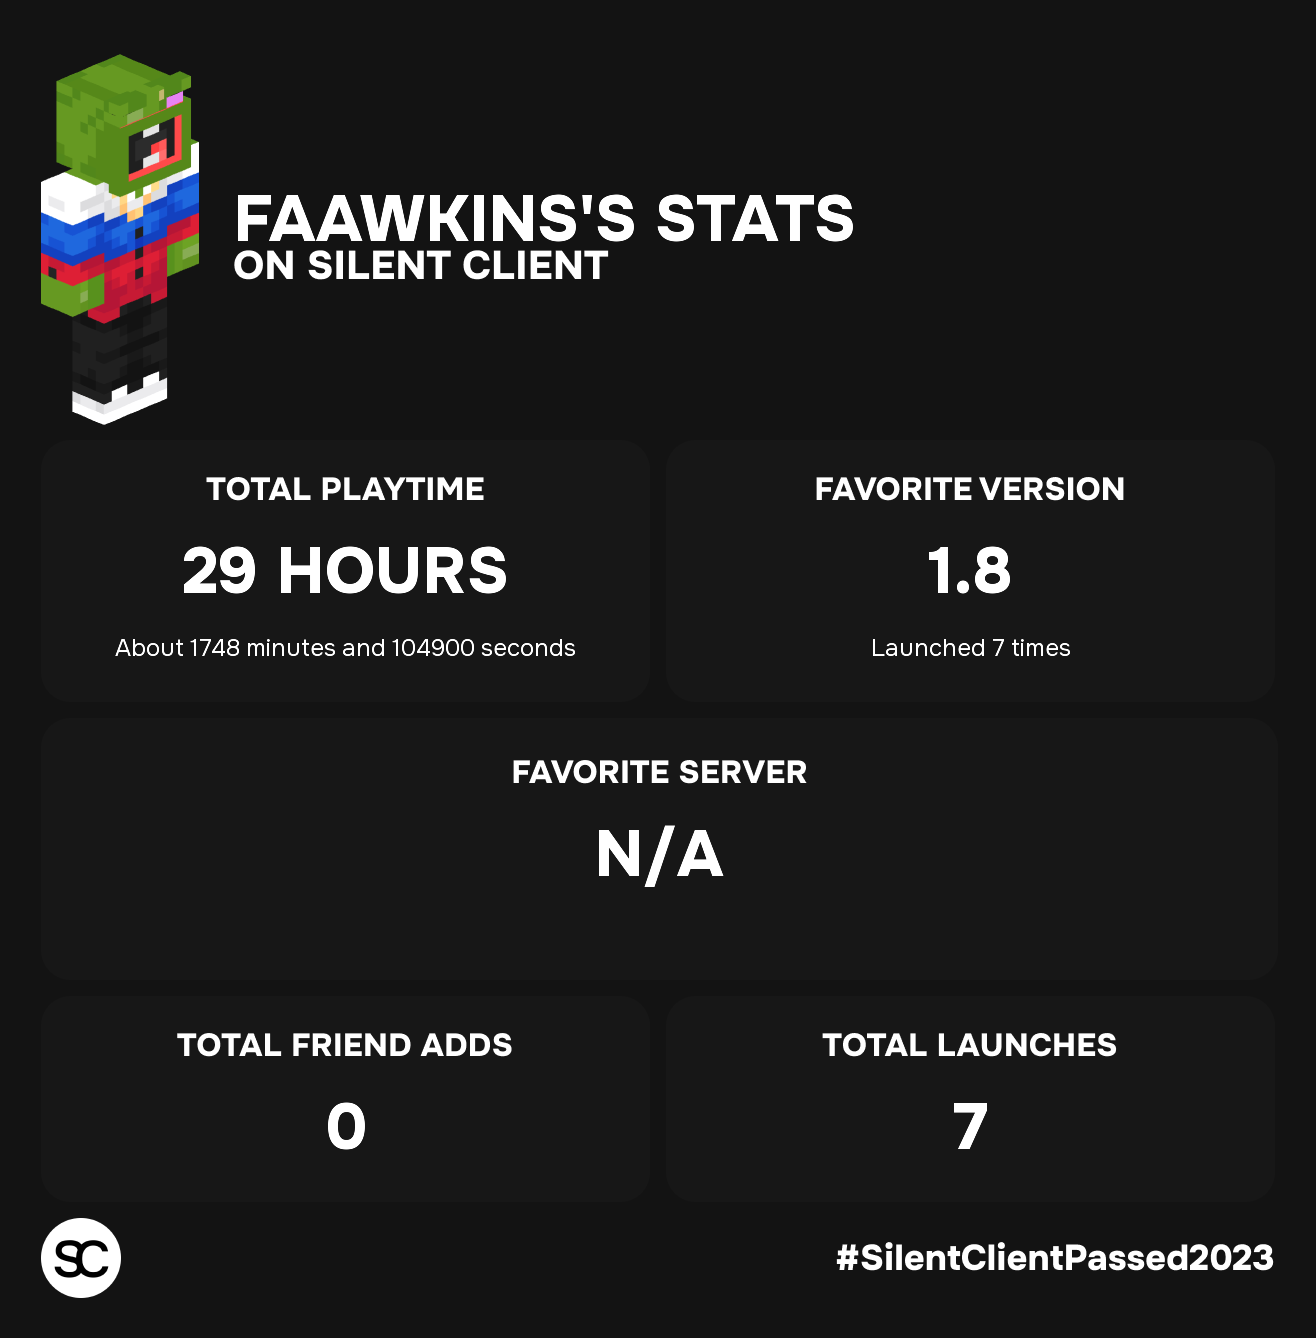 FAAWKINS'S STATS
ON SILENT CLIENT
TOTAL PLAYTIME
29 HOURS
About 1748 minutes and 104900 seconds
FAVORITE VERSION
1.8
Launched 7 times
FAVORITE SERVER
N/A
TOTAL FRIEND ADDS
0
TOTAL LAUNCHES
7
SC
#SilentClientPassed2023